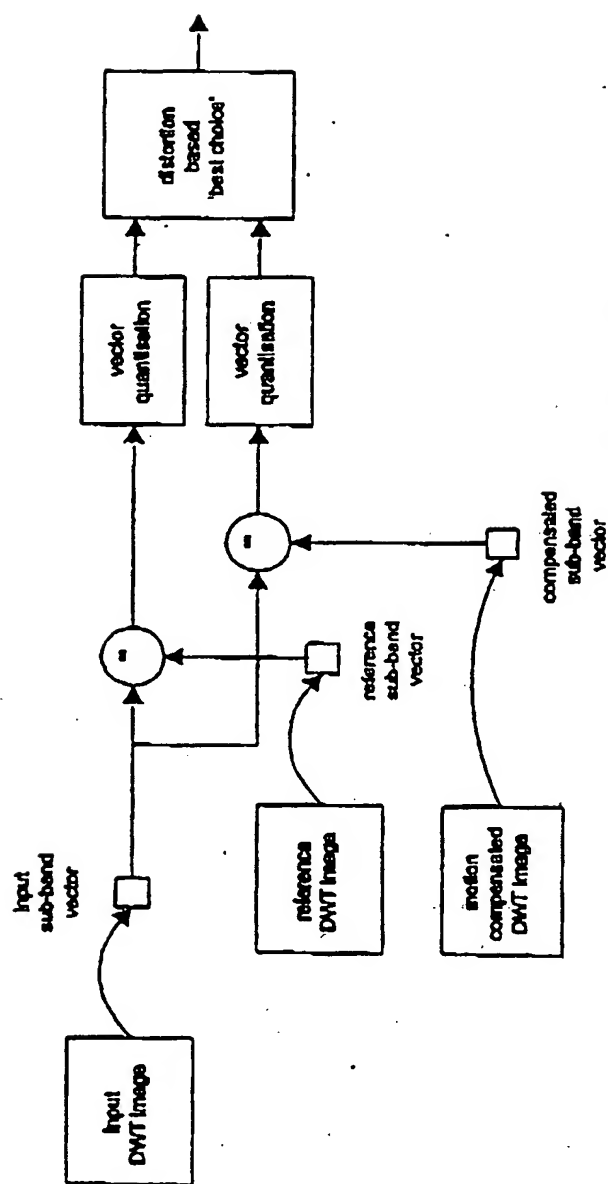 Input
DWT Image
Input
sub-band
vector
reference
DWT Image
reference
sub-band
vector
motion
compensated
DWT Image
compensated
sub-band
vector
-
-
vector
quantisation
vector
quantisation
distortion
based
'best choice'